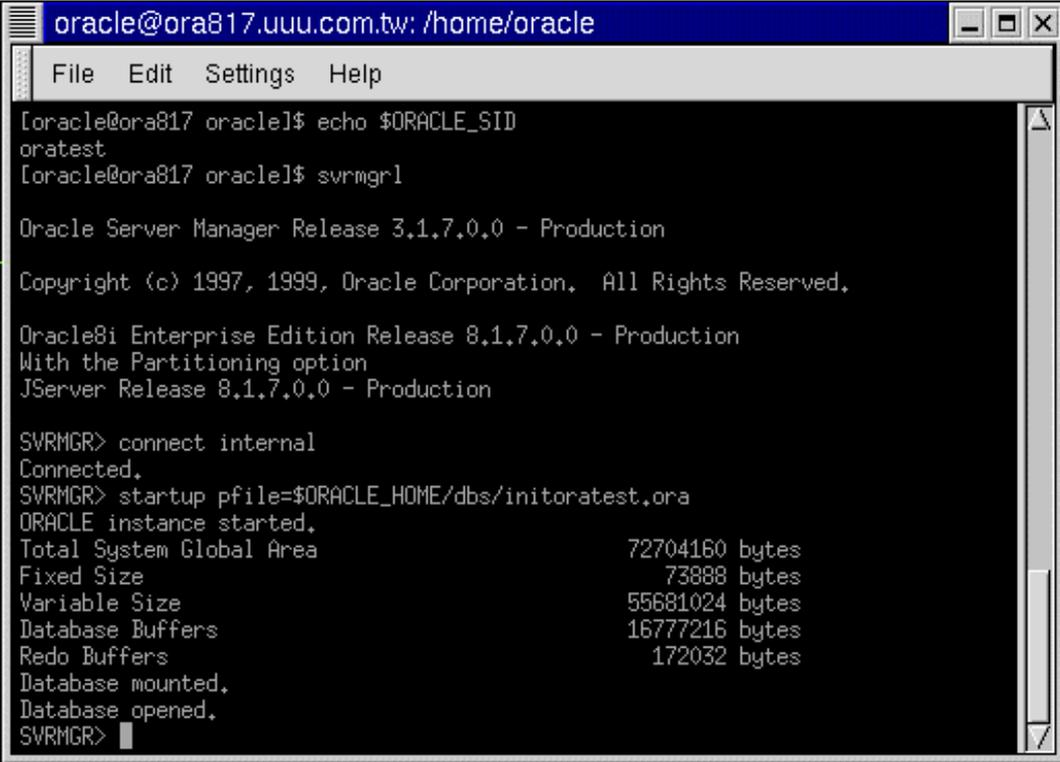 oracle@ora817.uuu.com.tw: /home/oracle
File Edit Settings Help
[oracle@ora817 oracle]$ echo $ORACLE_SID
oratest
[oracle@ora817 oracle]$ svrmgrl
Oracle Server Manager Release 3.1.7.0.0 - Production
Copyright (c) 1997, 1999, Oracle Corporation.  All Rights Reserved.
Oracle8i Enterprise Edition Release 8.1.7.0.0 - Production
With the Partitioning option
JServer Release 8.1.7.0.0 - Production
SVRMGR> connect internal
Connected.
SVRMGR> startup pfile=$ORACLE_HOME/dbs/initoratest.ora
ORACLE instance started.
Total System Global Area 72704160 bytes
Fixed Size 73888 bytes
Variable Size 55681024 bytes
Database Buffers 16777216 bytes
Redo Buffers 172032 bytes
Database mounted.
Database opened.
SVRMGR>